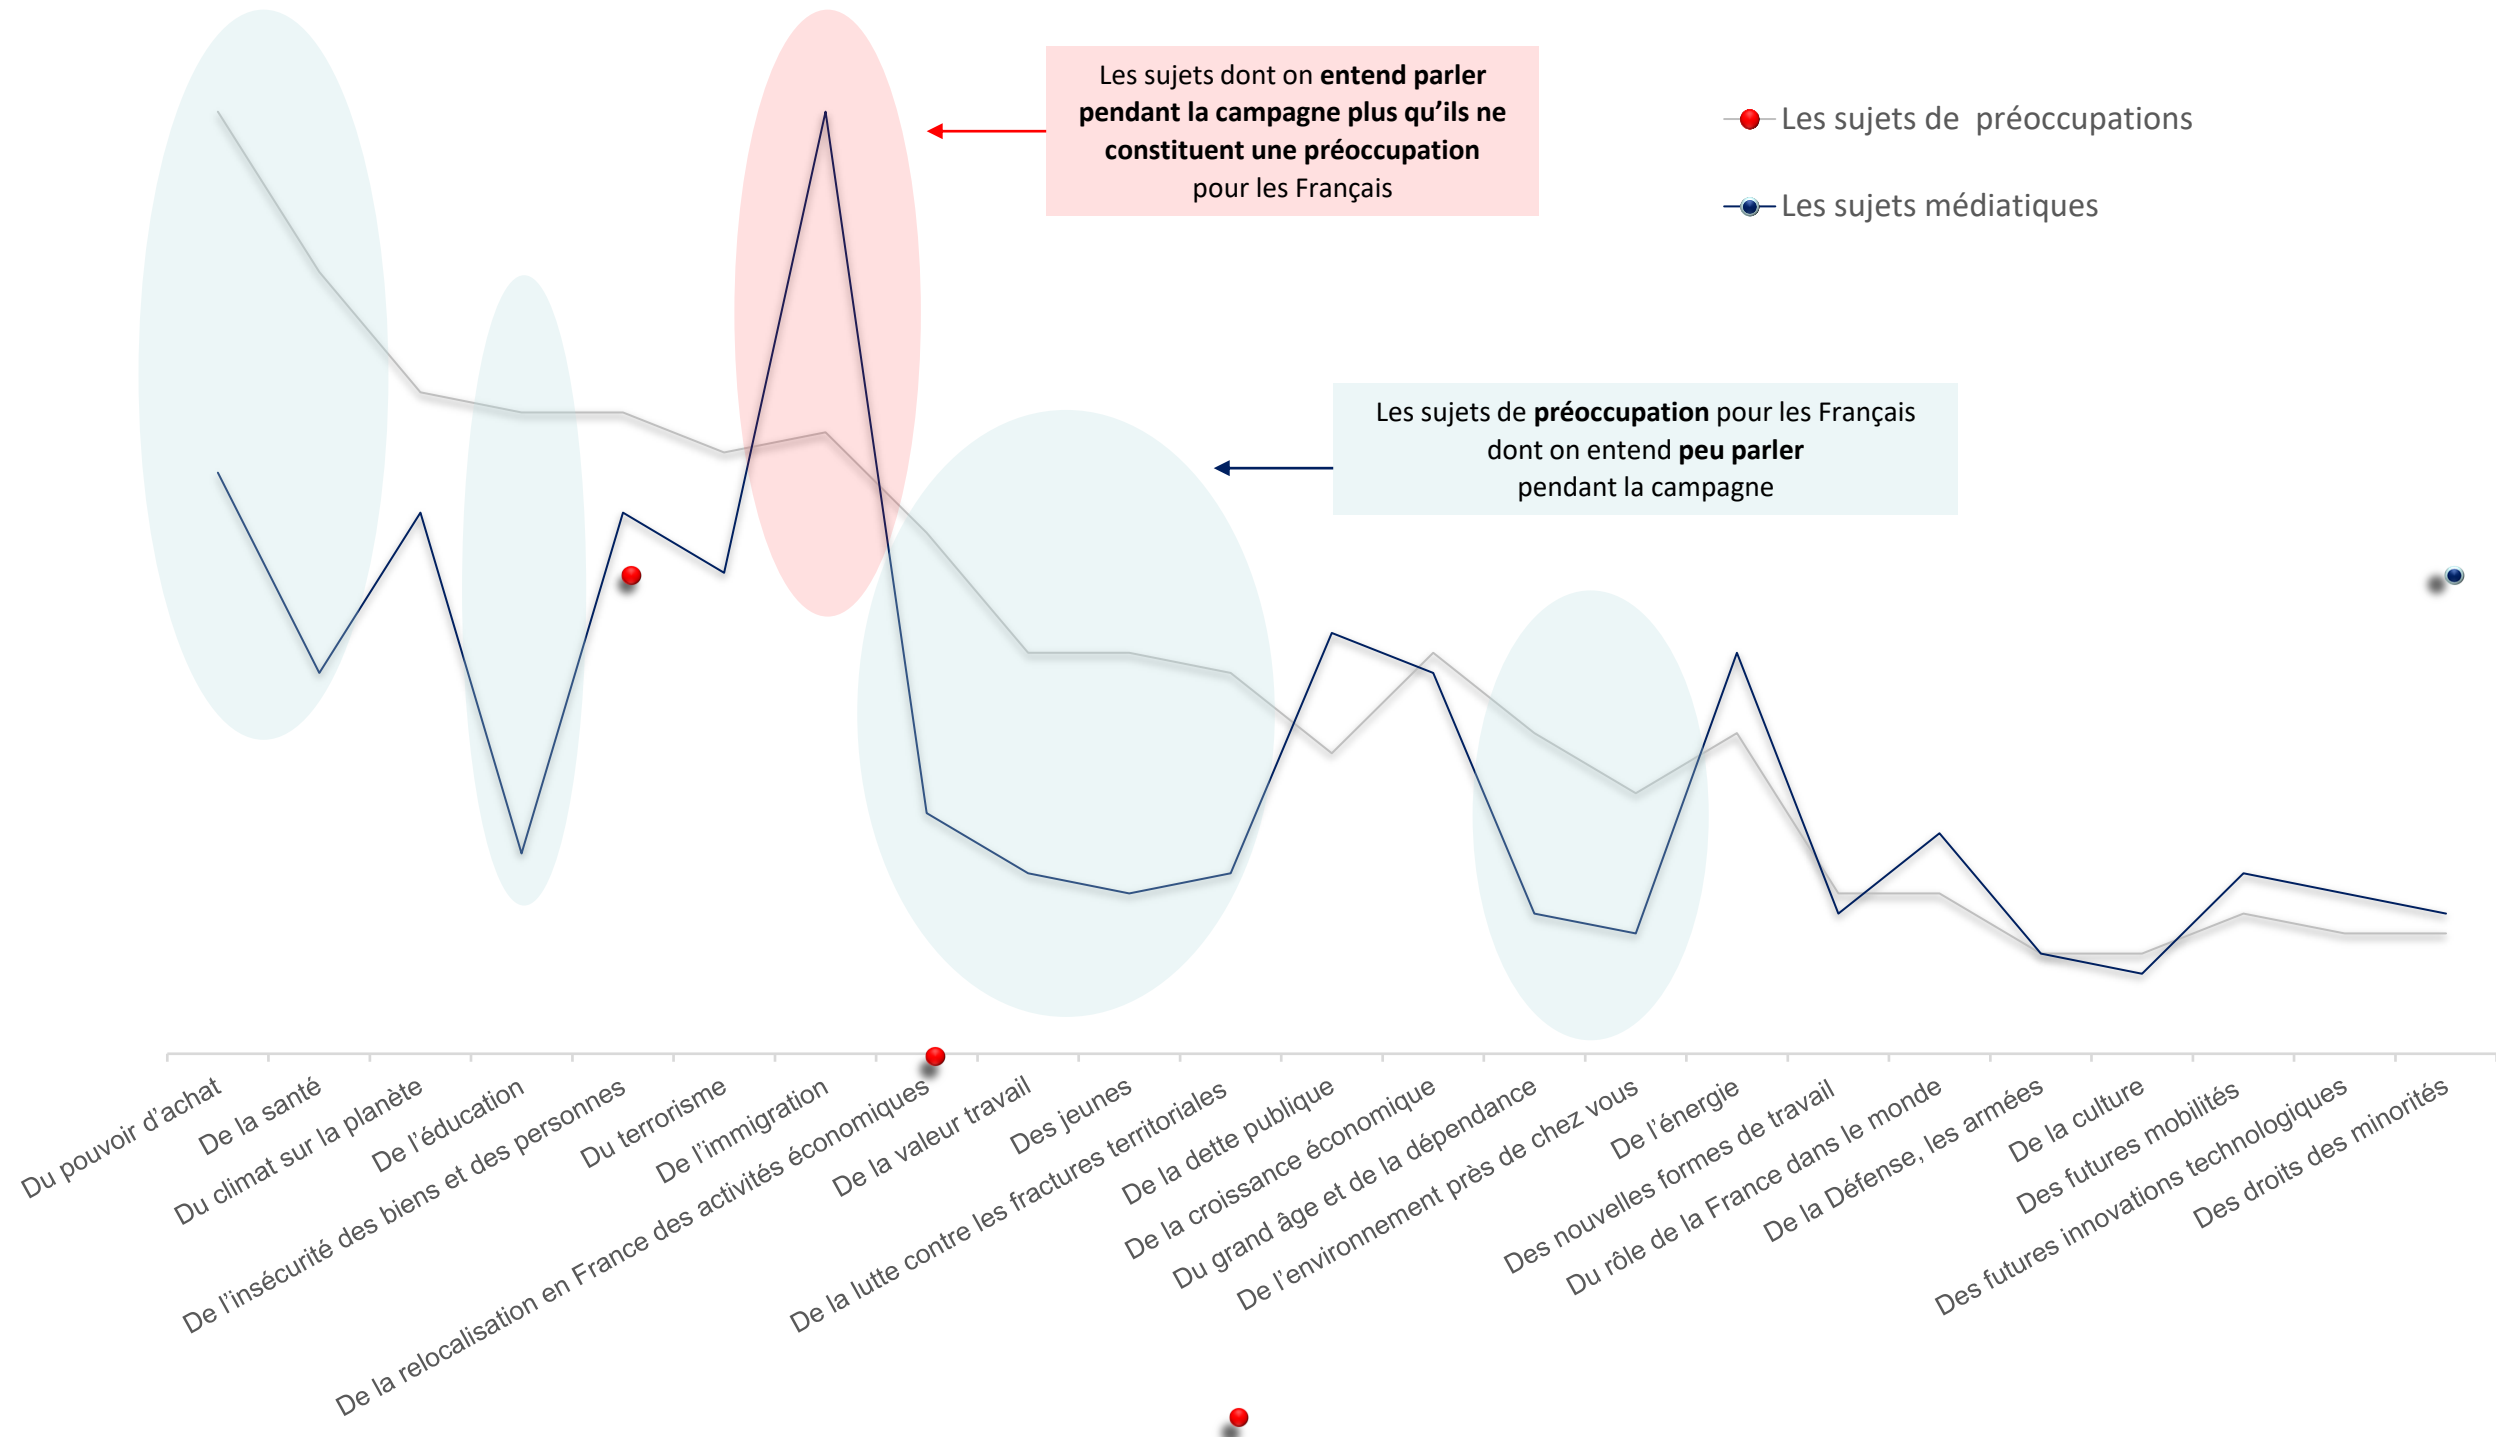 Les sujets dont on entend parler
pendant la campagne plus qu’ils ne
constituent une préoccupation
pour les Français
Les sujets de  préoccupations
Les sujets médiatiques
Les sujets de préoccupation pour les Français
dont on entend peu parler
pendant la campagne
Du pouvoir d’achat
De la santé
Du climat sur la planète
De l’éducation
De l’insécurité des biens et des personnes
Du terrorisme
De l’immigration
De la relocalisation en France des activités économiques
De la valeur travail
Des jeunes
De la lutte contre les fractures territoriales
De la dette publique
De la croissance économique
Du grand âge et de la dépendance
De l’environnement près de chez vous
De l’énergie
Des nouvelles formes de travail
Du rôle de la France dans le monde
De la Défense, les armées
De la culture
Des futures mobilités
Des futures innovations technologiques
Des droits des minorités